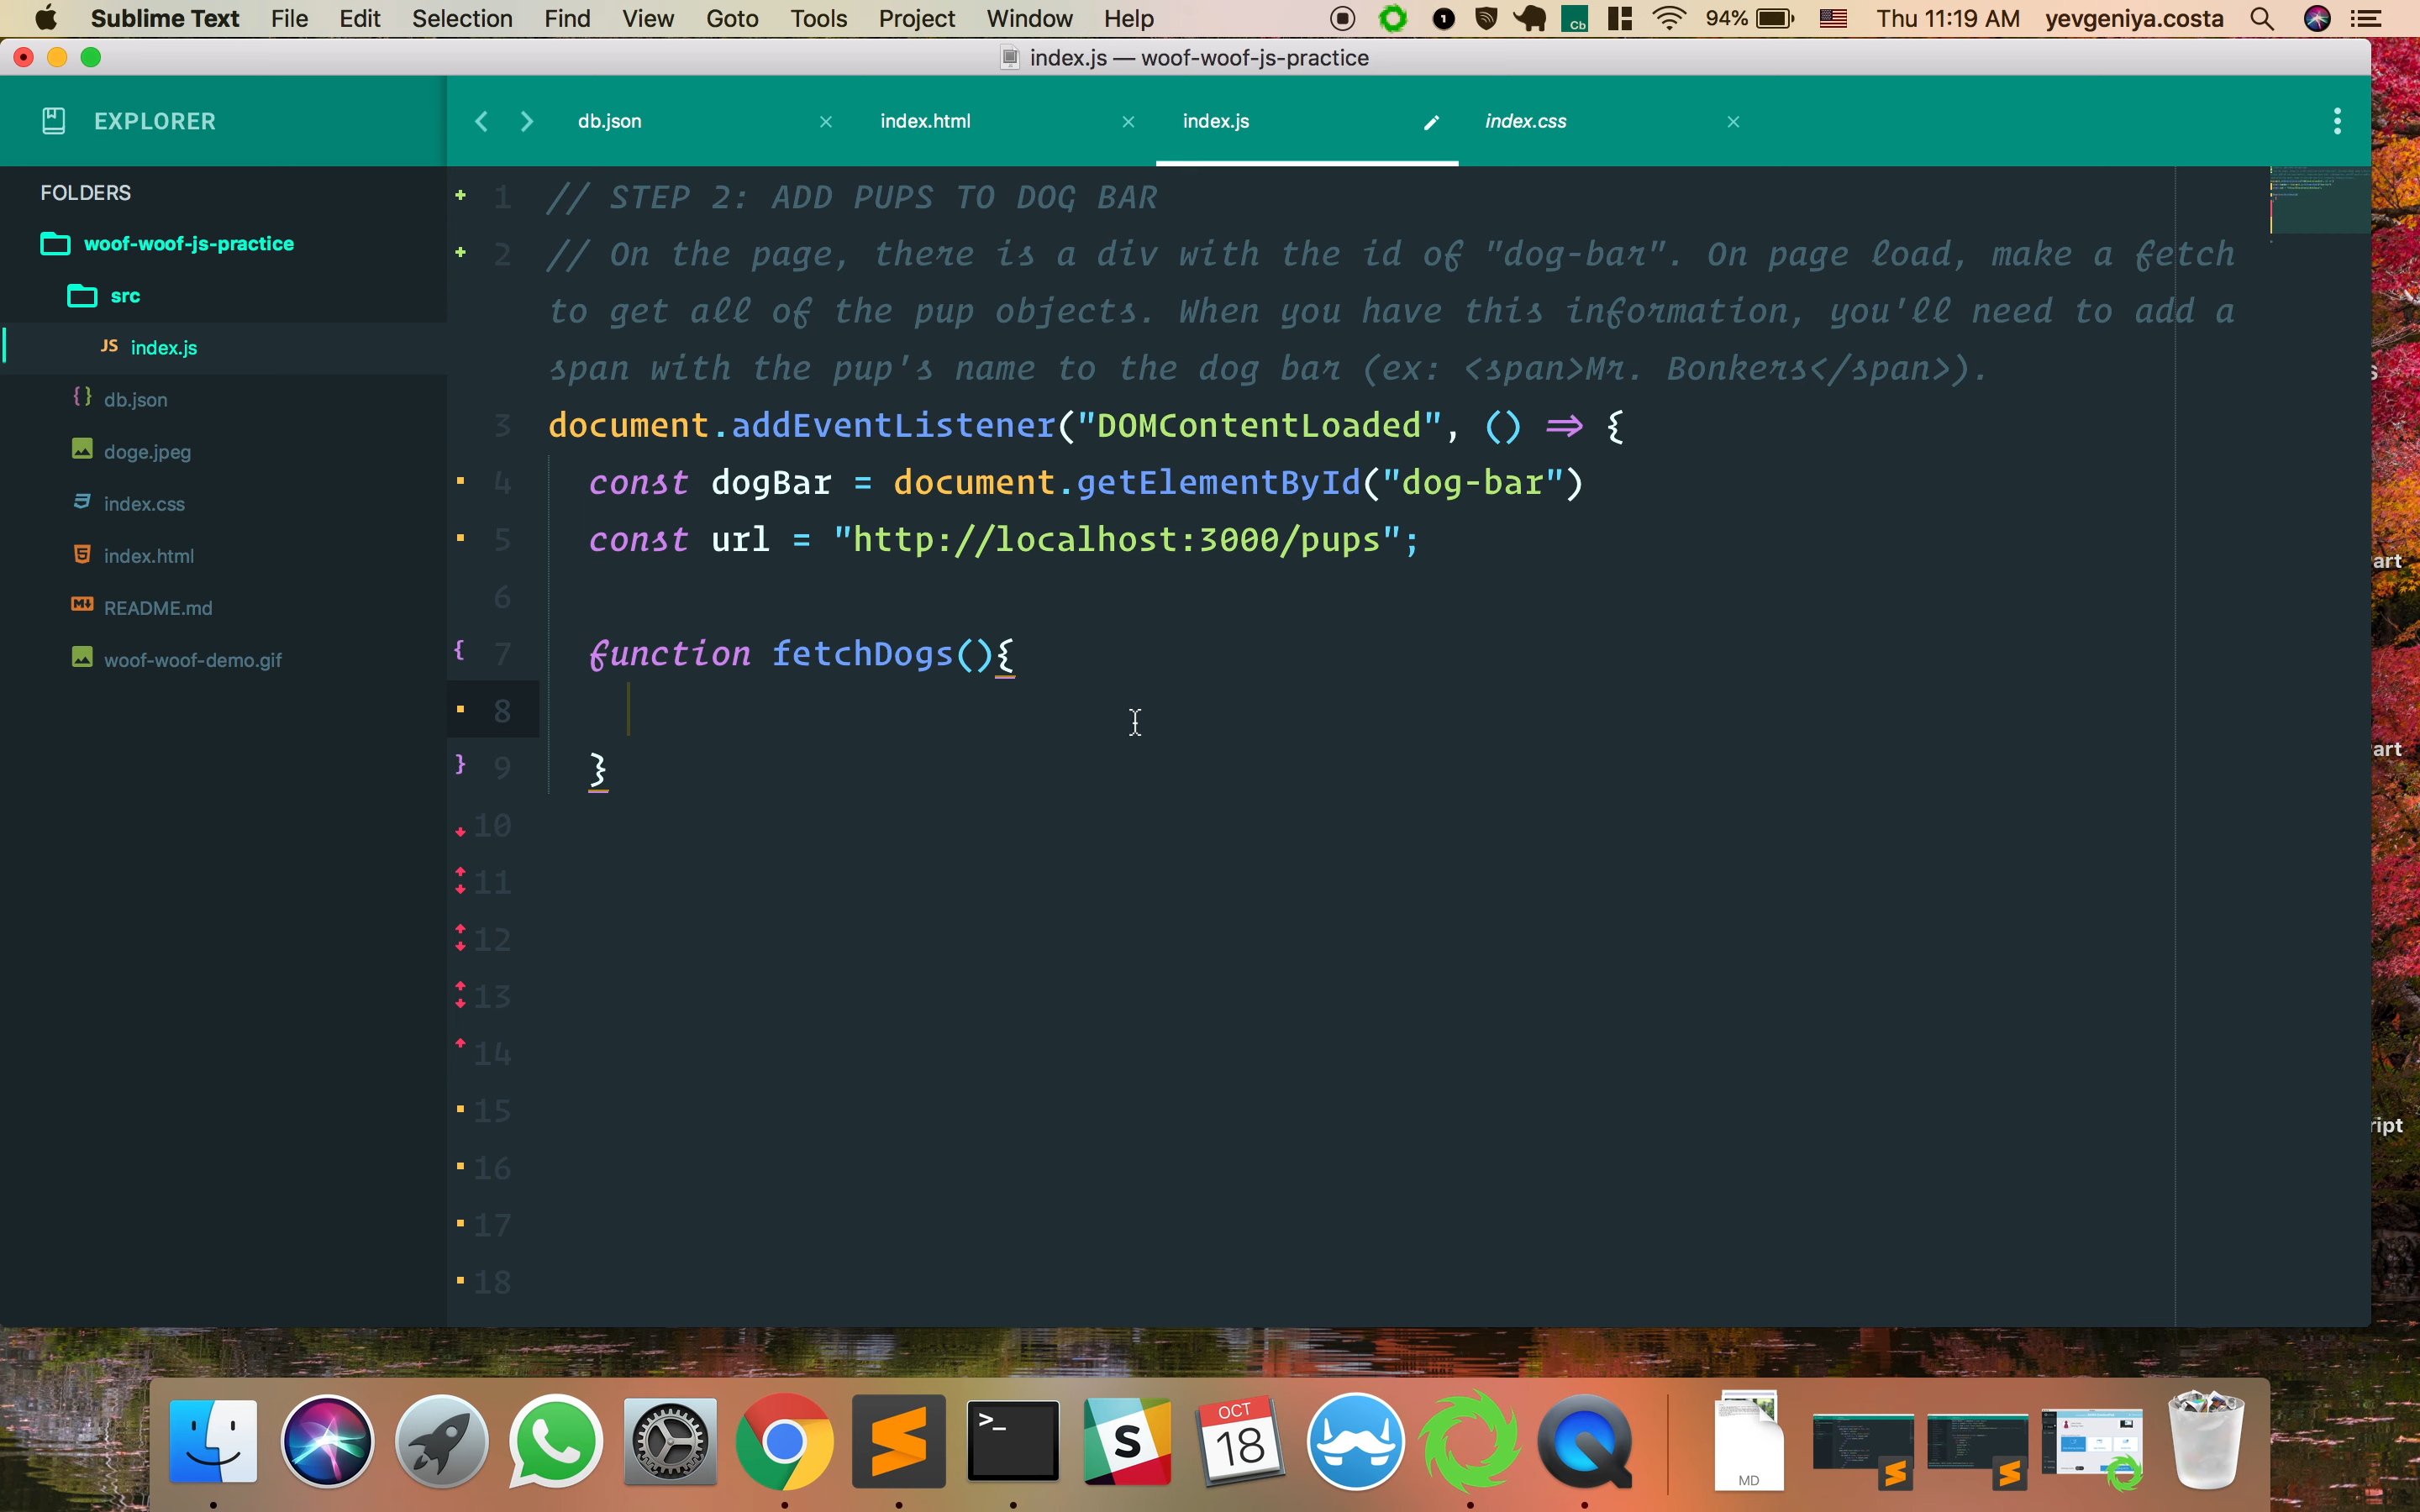 Sublime Text File Edit Selection Find View Goto Tools Project Window Help 1 Cb 94% Thu 11:19 AM yevgeniya.costa
index.js — woof-woof-js-practice
EXPLORER
db.json index.html index.js index.css
FOLDERS
woof-woof-js-practice
src
JS index.js
{} db.json
doge.jpeg
index.css
5 index.html
M README.md
woof-woof-demo.gif
1 // STEP 2: ADD PUPS TO DOG BAR
2 // On the page, there is a div with the id of "dog-bar". On page load, make a fetch
to get all of the pup objects. When you have this information, you'll need to add a
span with the pup's name to the dog bar (ex: <span>Mr. Bonkers</span>).
3 document.addEventListener("DOMContentLoaded", () => {
4 const dogBar = document.getElementById("dog-bar")
5 const url = "http://localhost:3000/pups";
6
{ 7 function fetchDogs(){
8
} 9 }
10
11
12
13
14
15
16
17
18
art
art
ript
>_
S
OCT
18
MD